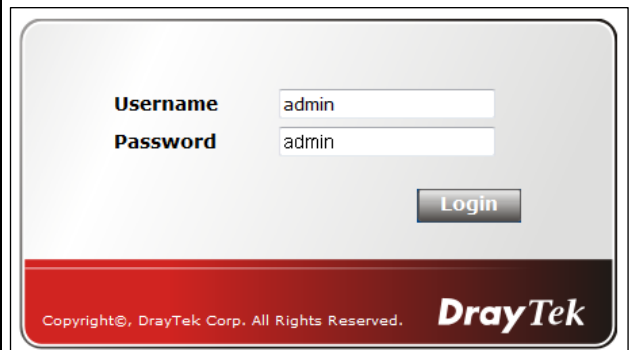 Username admin
Password admin
Login
Copyright©, DrayTek Corp. All Rights Reserved. DrayTek